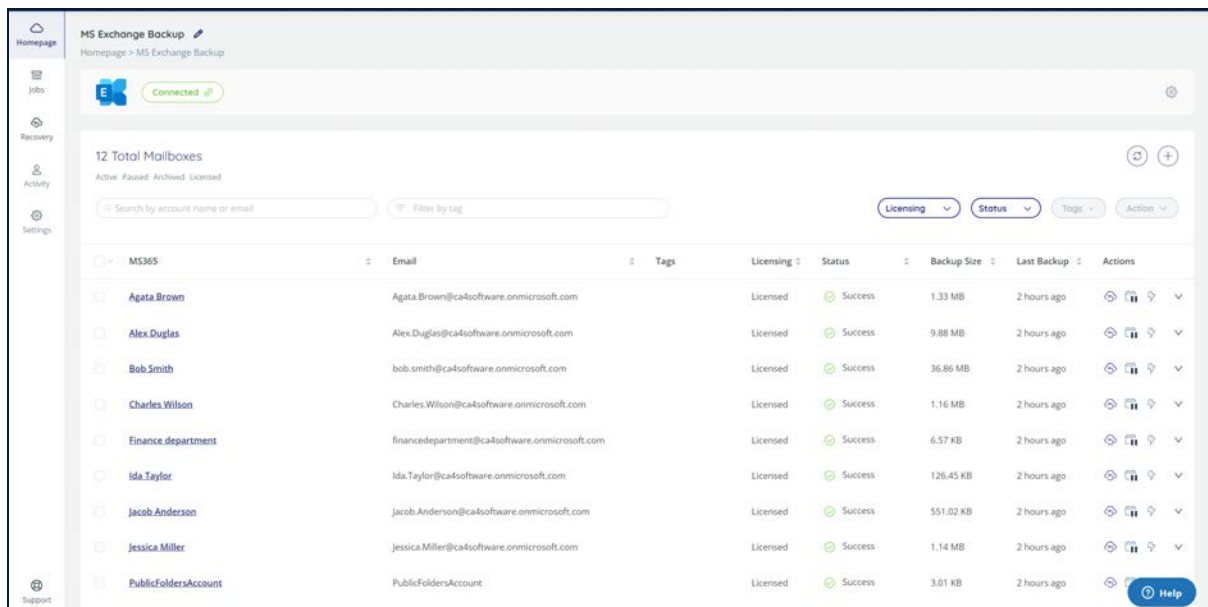 Homepage
Jobs
Recovery
Activity
Settings
Support
MS Exchange Backup
Homepage > MS Exchange Backup
E
Connected
12 Total Mailboxes
Active Paused Archived Licensed
Search by account name or email
Filter by tag
Licensing
Status
Tags
Action
MS365 Email Tags Licensing Status Backup Size Last Backup Actions
Agata Brown Agata.Brown@ca4software.onmicrosoft.com Licensed Success 1.33 MB 2 hours ago
Alex Duglas Alex.Duglas@ca4software.onmicrosoft.com Licensed Success 9.88 MB 2 hours ago
Bob Smith bob.smith@ca4software.onmicrosoft.com Licensed Success 36.86 MB 2 hours ago
Charles Wilson Charles.Wilson@ca4software.onmicrosoft.com Licensed Success 1.16 MB 2 hours ago
Finance department financedepartment@ca4software.onmicrosoft.com Licensed Success 6.57 KB 2 hours ago
Ida Taylor Ida.Taylor@ca4software.onmicrosoft.com Licensed Success 126.45 KB 2 hours ago
Jacob Anderson Jacob.Anderson@ca4software.onmicrosoft.com Licensed Success 551.02 KB 2 hours ago
Jessica Miller Jessica.Miller@ca4software.onmicrosoft.com Licensed Success 1.14 MB 2 hours ago
PublicFoldersAccount PublicFoldersAccount Licensed Success 3.01 KB 2 hours ago
Help